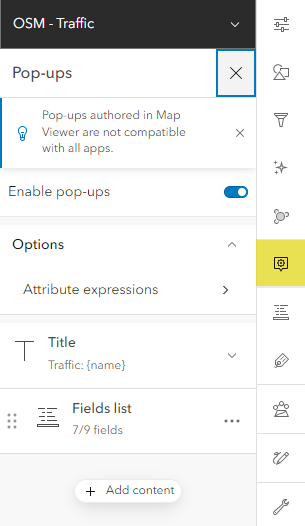 OSM - Traffic
Pop-ups
Pop-ups authored in Map
Viewer are not compatible
with all apps.
Enable pop-ups
Options
Attribute expressions
Title
Traffic: {name}
Fields list
7/9 fields
Add content